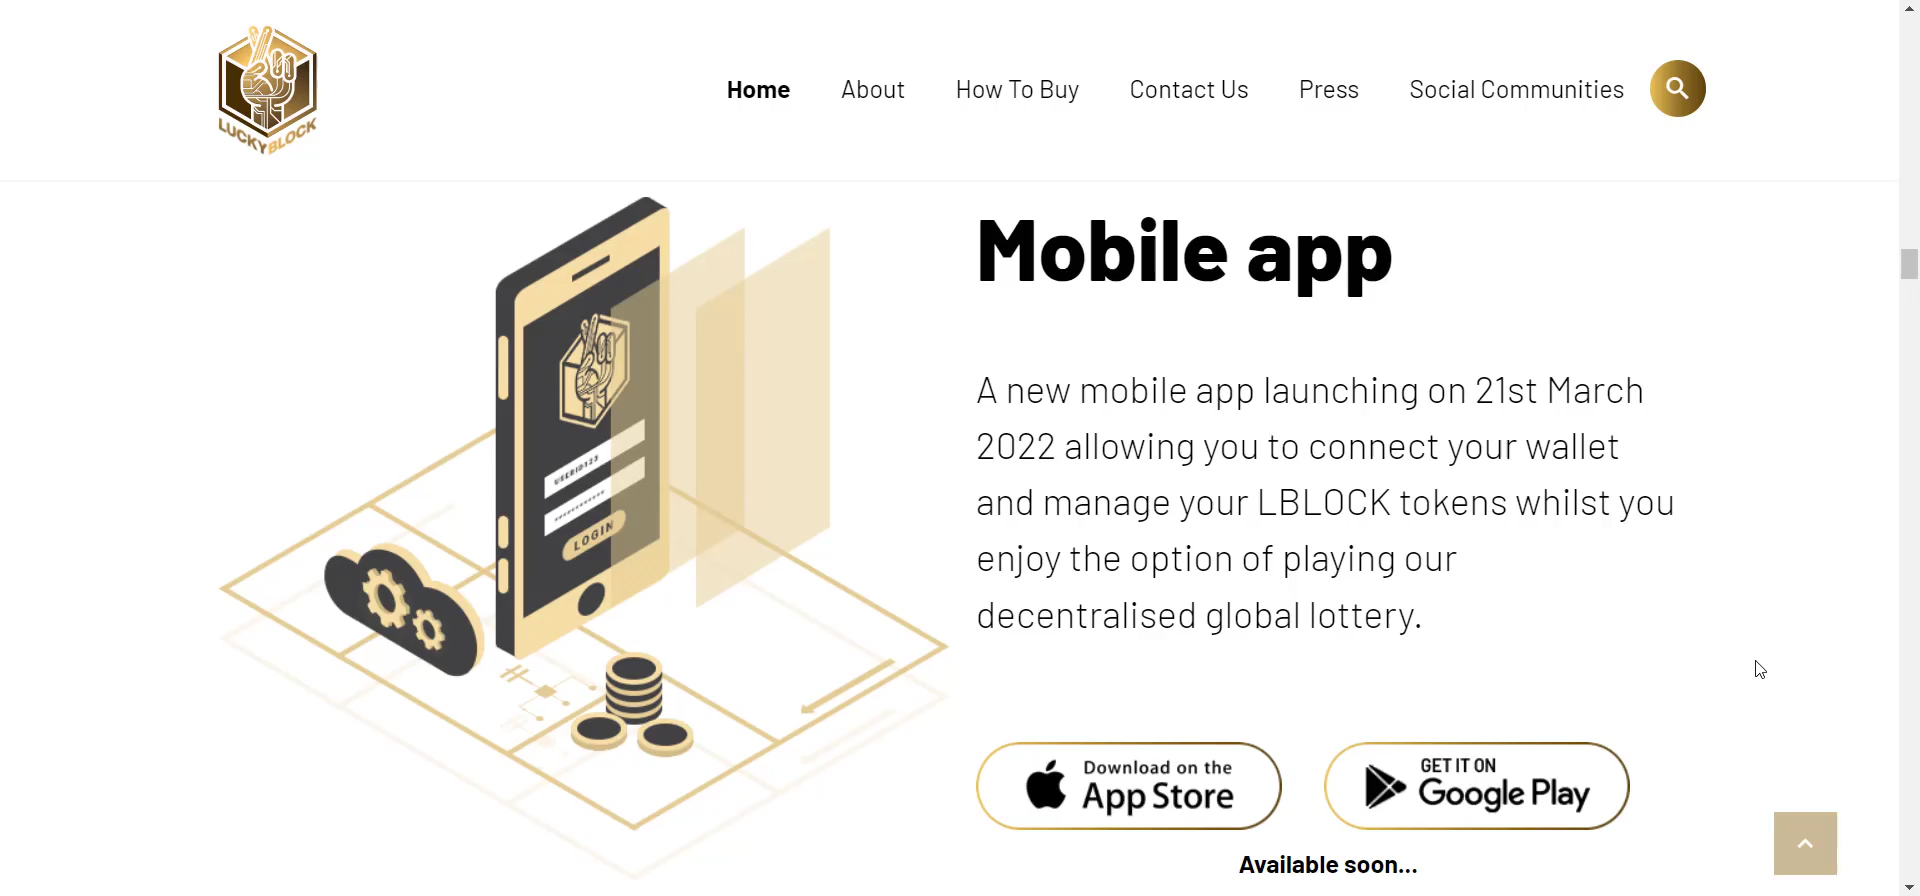 LUCKYBLOCK
Home About How To Buy Contact Us Press Social Communities
Mobile app
A new mobile app launching on 21st March
2022 allowing you to connect your wallet
and manage your LBLOCK tokens whilst you
enjoy the option of playing our
decentralised global lottery.
USERID123
LOGIN
Download on the
App Store
GET IT ON
Google Play
Available soon...